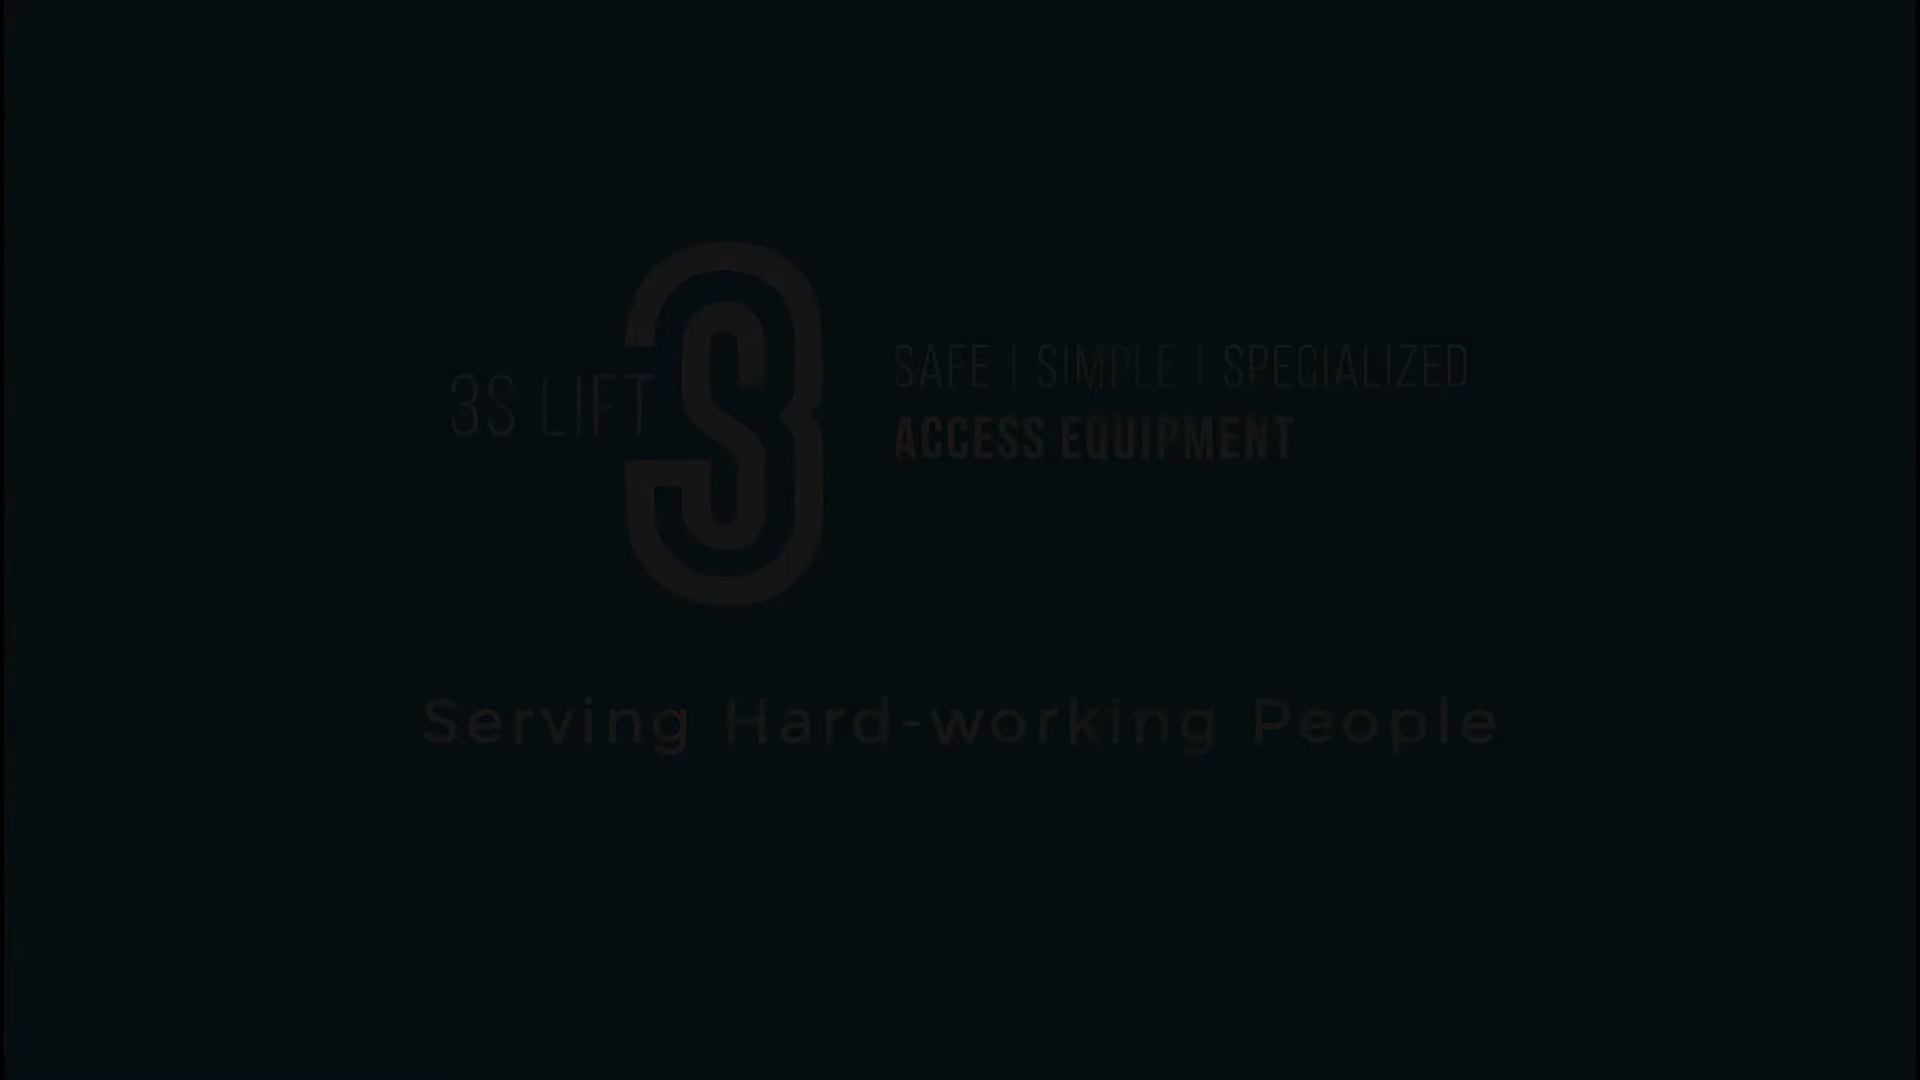 3S LIFT
SAFE | SIMPLE | SPECIALIZED
ACCESS EQUIPMENT
Serving Hard-working People